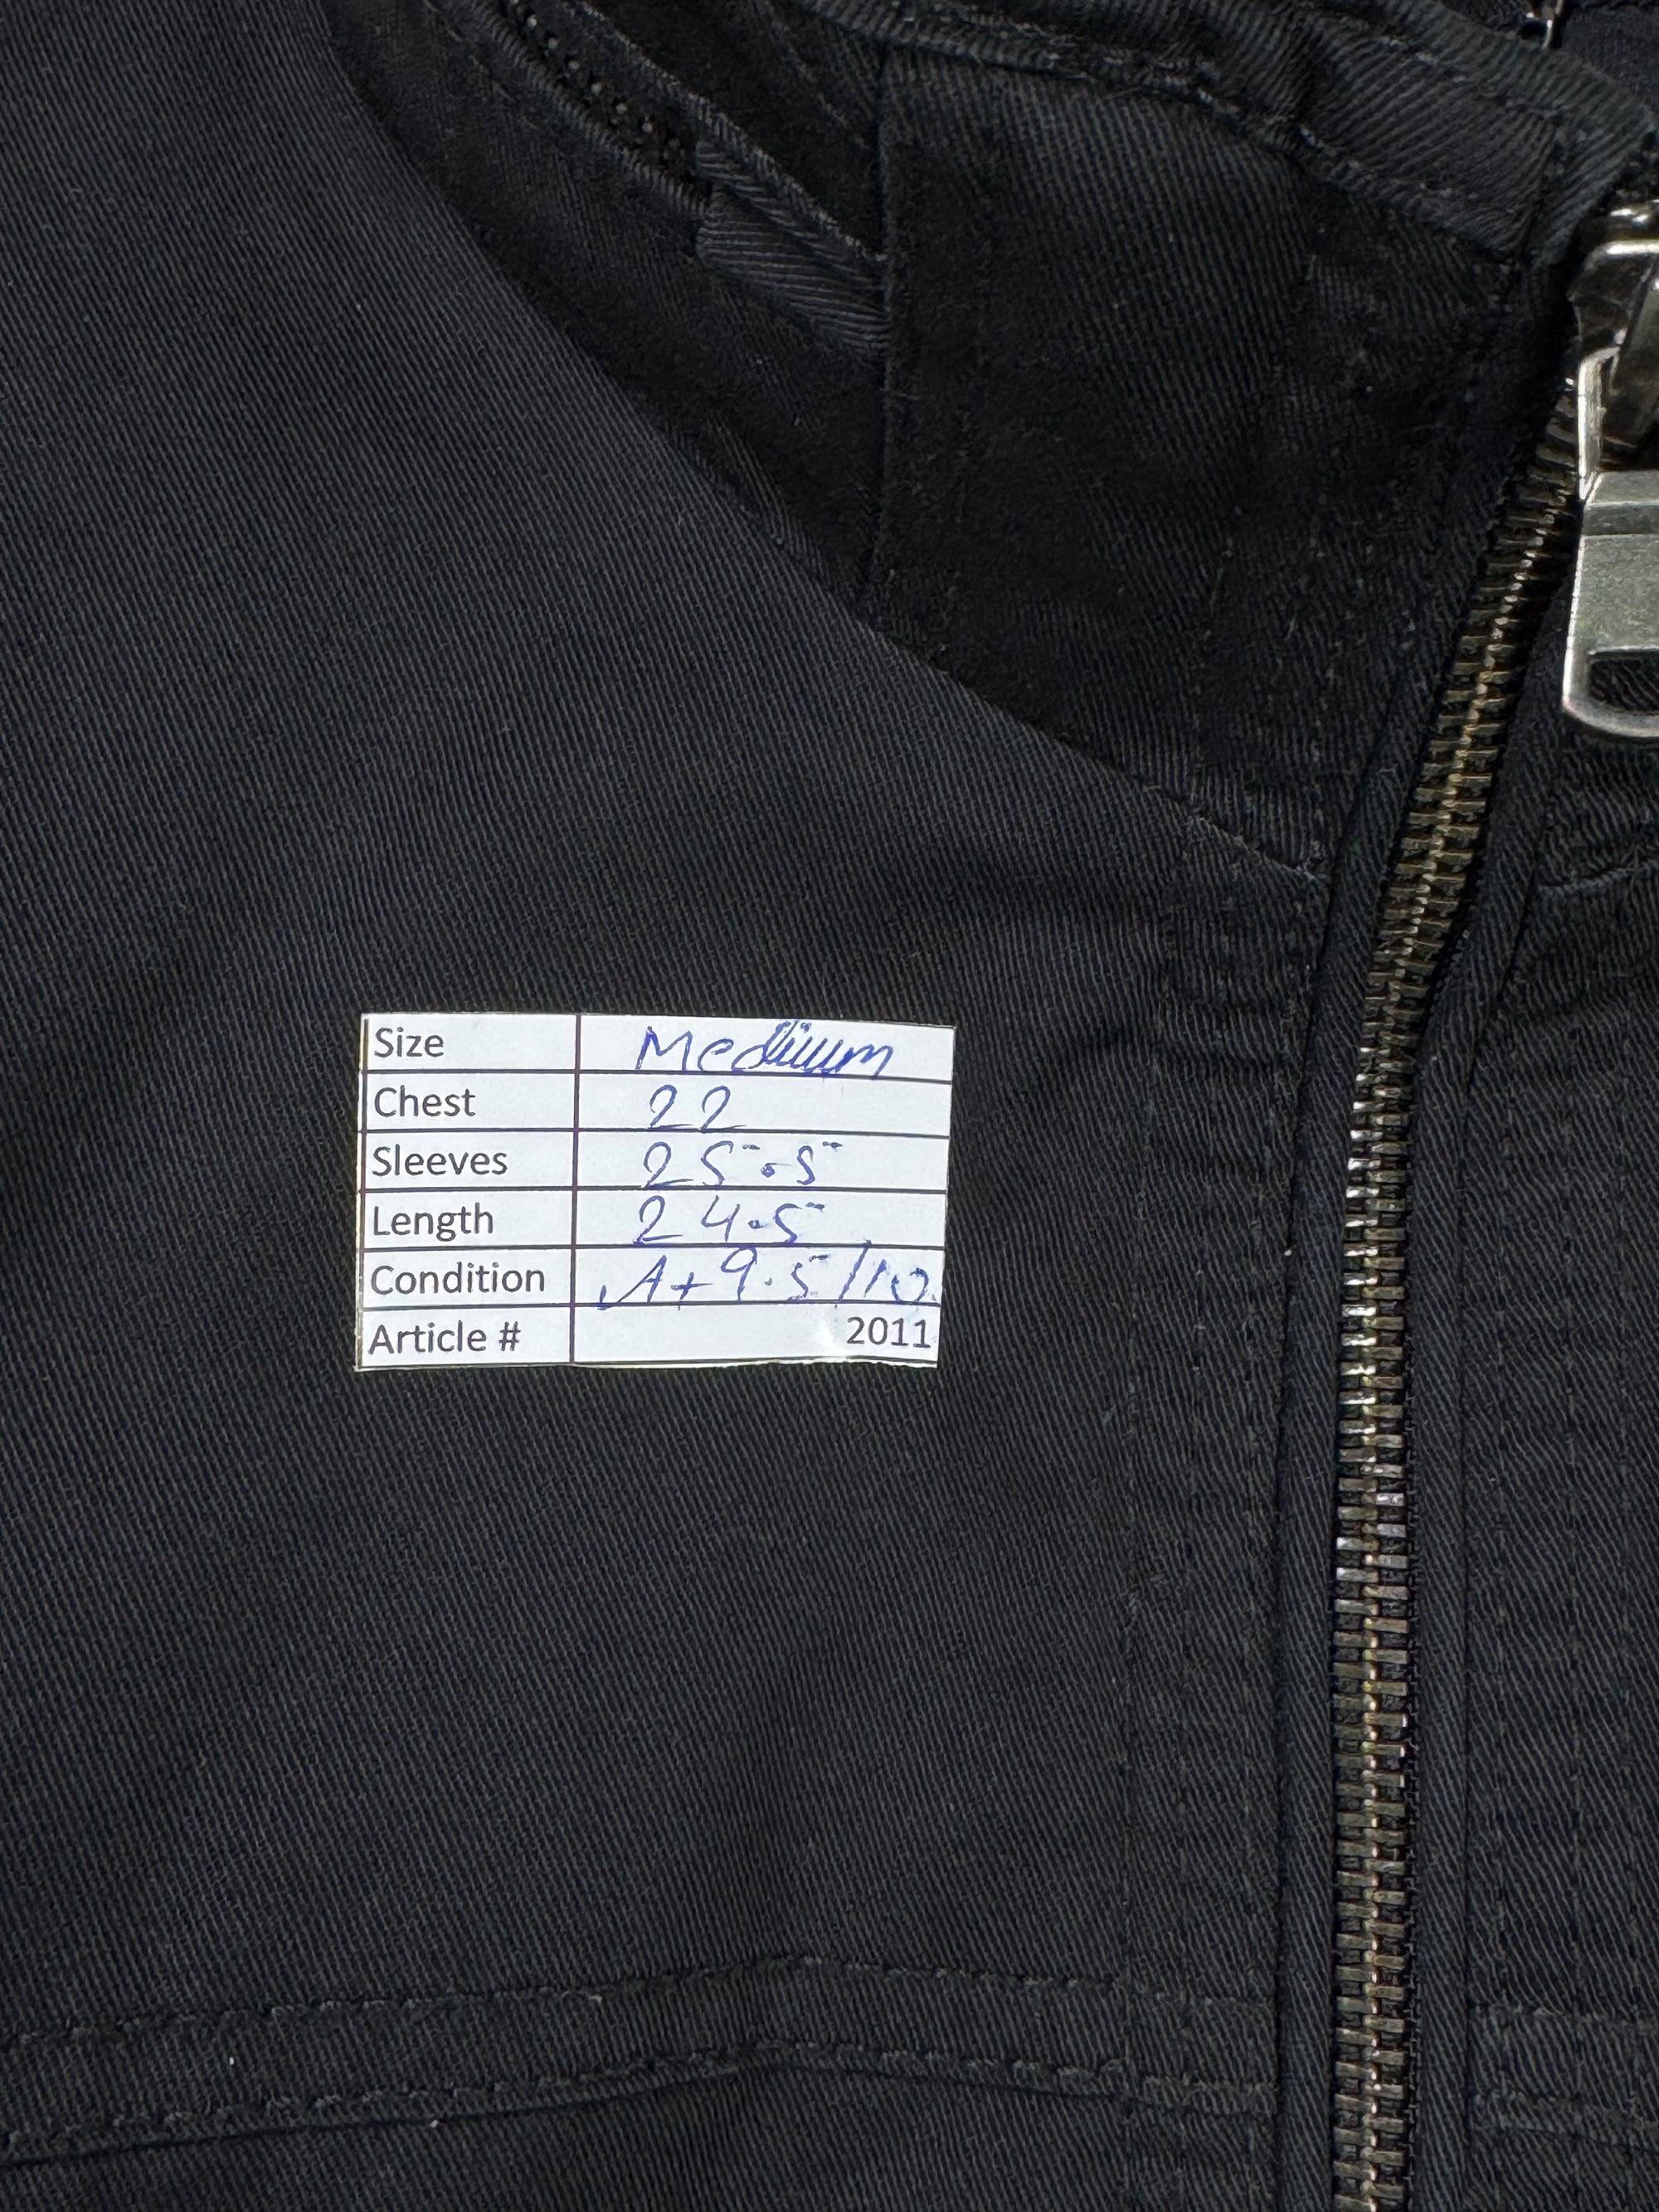 Size Medium
Chest 22
Sleeves 25.5
Length 24.5
Condition A+ 9.5/10
Article # 2011